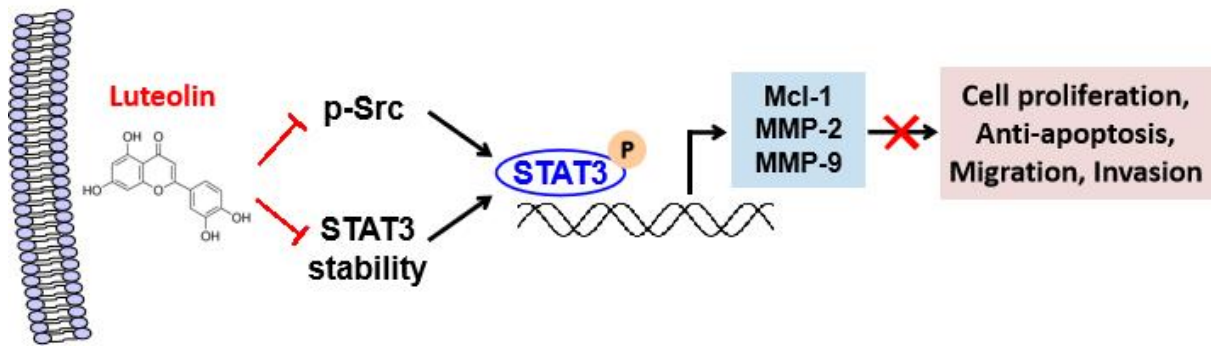 Luteolin
OH
O
HO
O
OH
OH
p-Src
STAT3
stability
STAT3
P
Mcl-1
MMP-2
MMP-9
Cell proliferation,
Anti-apoptosis,
Migration, Invasion